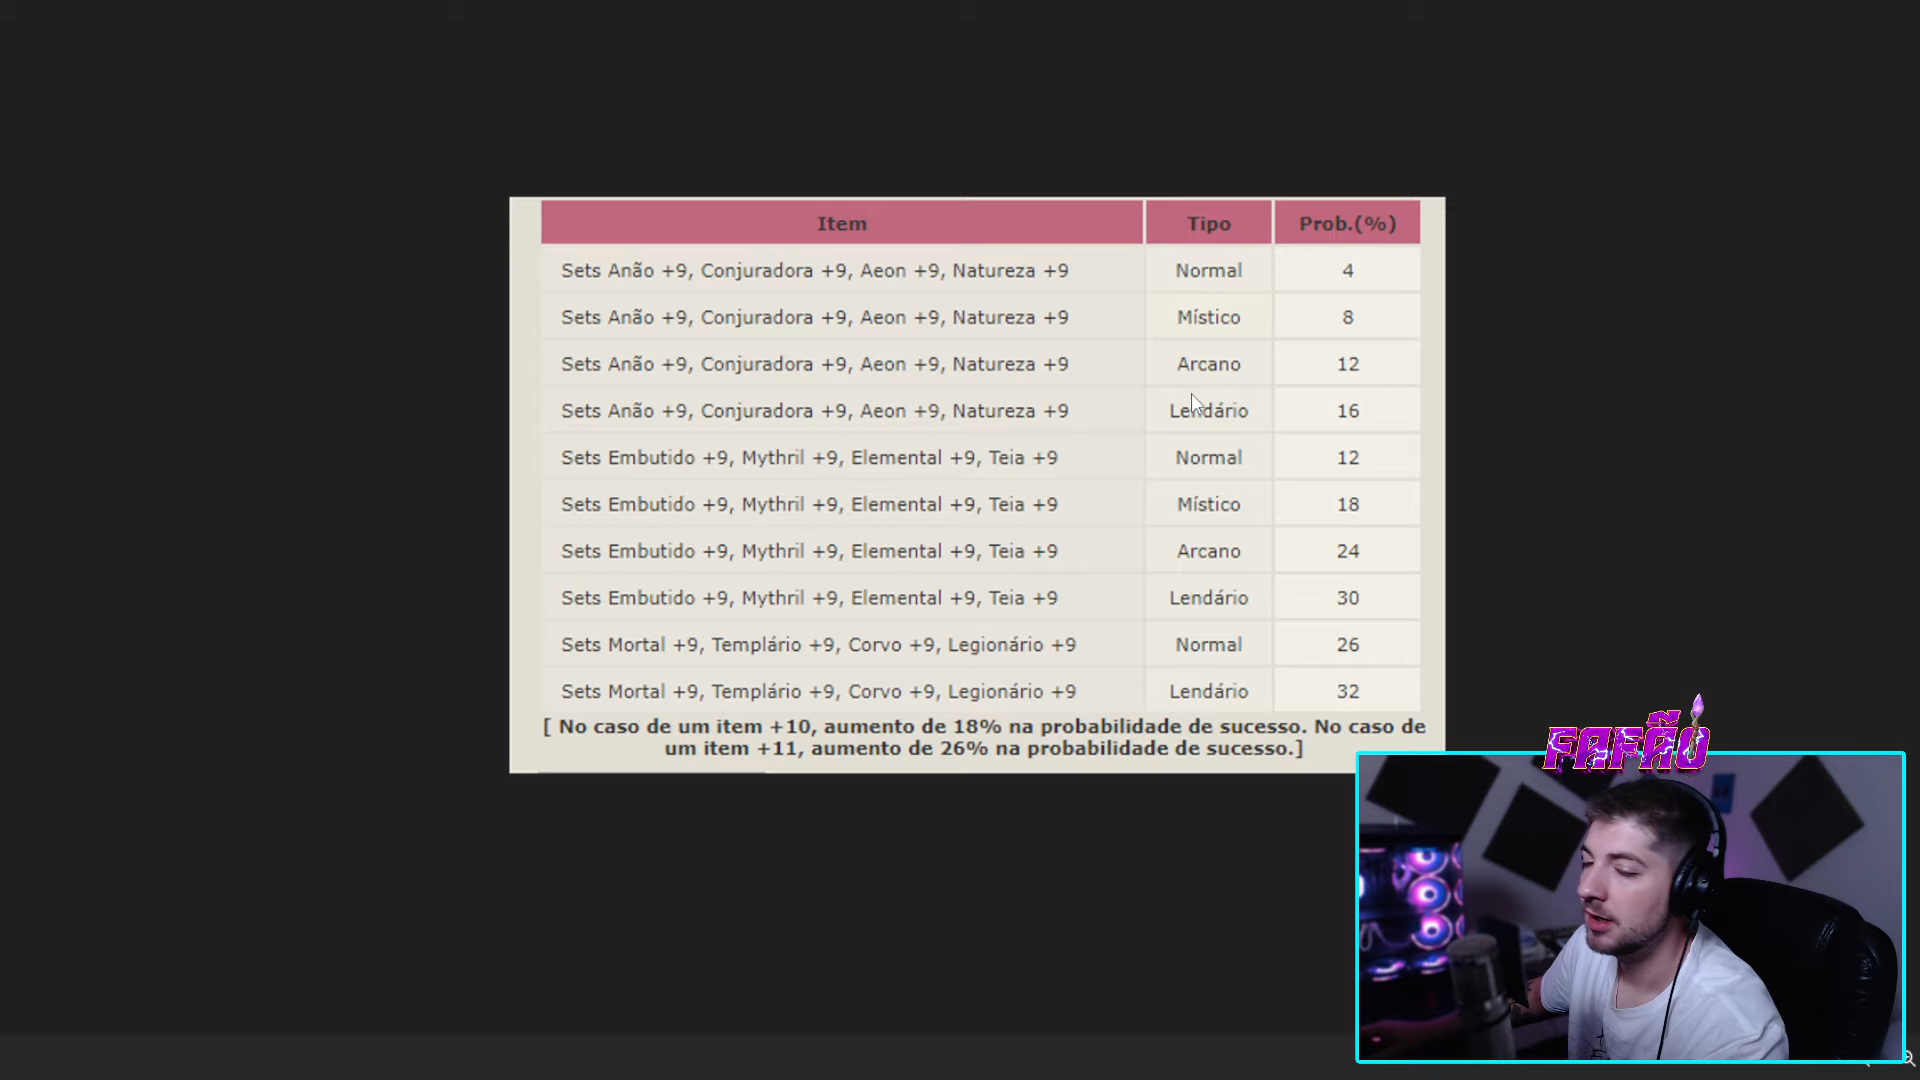 Item Tipo Prob.(%)
Sets Anão +9, Conjuradora +9, Aeon +9, Natureza +9 Normal 4
Sets Anão +9, Conjuradora +9, Aeon +9, Natureza +9 Místico 8
Sets Anão +9, Conjuradora +9, Aeon +9, Natureza +9 Arcano 12
Sets Anão +9, Conjuradora +9, Aeon +9, Natureza +9 Lendário 16
Sets Embutido +9, Mythril +9, Elemental +9, Teia +9 Normal 12
Sets Embutido +9, Mythril +9, Elemental +9, Teia +9 Místico 18
Sets Embutido +9, Mythril +9, Elemental +9, Teia +9 Arcano 24
Sets Embutido +9, Mythril +9, Elemental +9, Teia +9 Lendário 30
Sets Mortal +9, Templário +9, Corvo +9, Legionário +9 Normal 26
Sets Mortal +9, Templário +9, Corvo +9, Legionário +9 Lendário 32
[ No caso de um item +10, aumento de 18% na probabilidade de sucesso. No caso de
um item +11, aumento de 26% na probabilidade de sucesso.]
FAFÃO